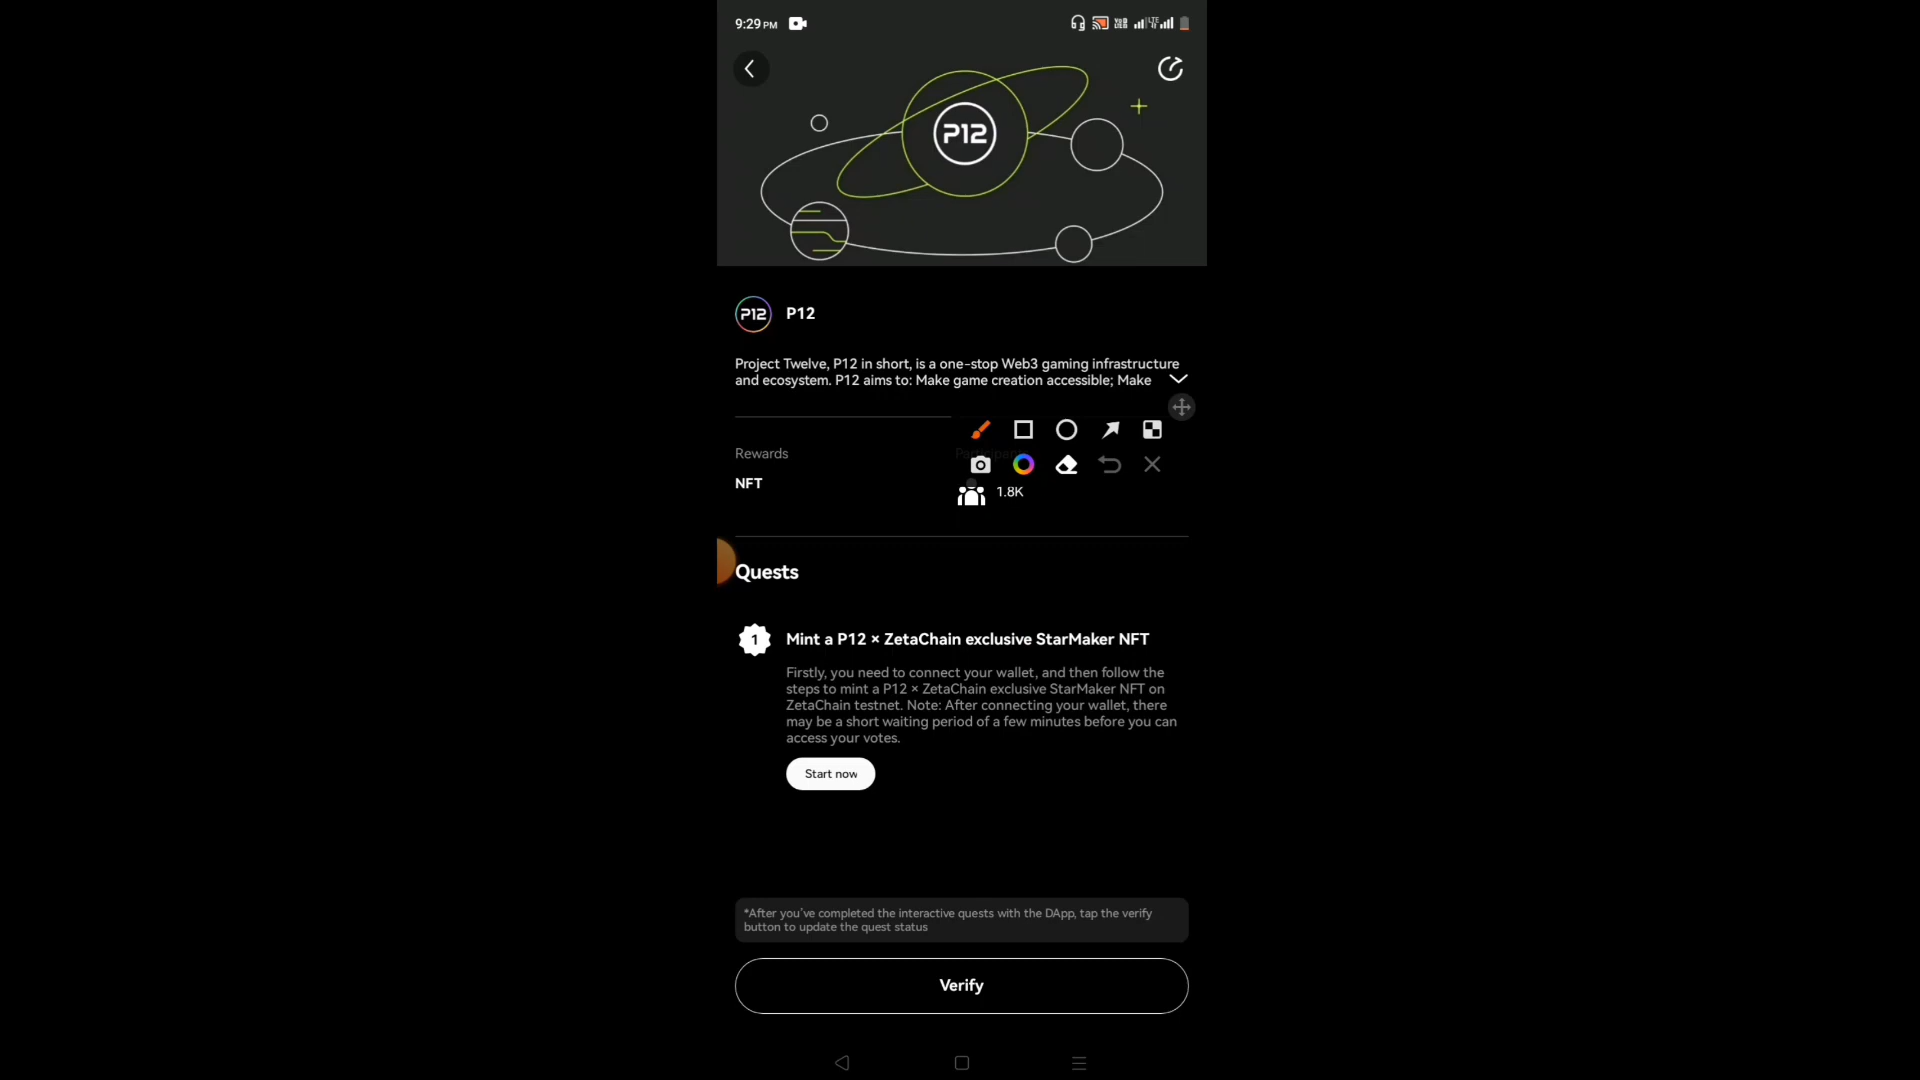 9:29 PM
P12
P12
P12
Project Twelve, P12 in short, is a one-stop Web3 gaming infrastructure
and ecosystem. P12 aims to: Make game creation accessible; Make
Rewards
NFT
1.8K
Quests
1
Mint a P12 × ZetaChain exclusive StarMaker NFT
Firstly, you need to connect your wallet, and then follow the
steps to mint a P12 × ZetaChain exclusive StarMaker NFT on
ZetaChain testnet. Note: After connecting your wallet, there
may be a short waiting period of a few minutes before you can
access your votes.
Start now
*After you've completed the interactive quests with the DApp, tap the verify
button to update the quest status
Verify